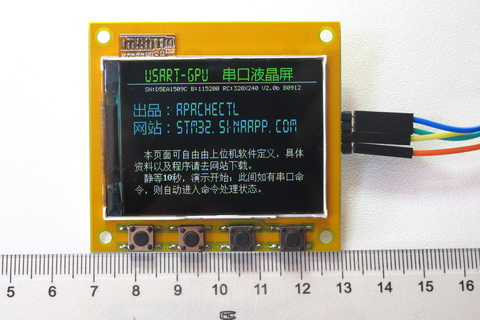 USART-GPU 串口液晶屏
SN:D5EA1509C B:115200 RC:320X240 V2.0b B0912
出品：APACHECTL
网站：STM32.SINAAPP.COM
本页面可自由由上位机软件定义，具体
资料以及程序请去网站下载。
静等10秒，演示开始；此间如有串口命
令，则自动进入命令处理状态。
5 6 7 8 9 10 11 12 13 14 15 16
MC